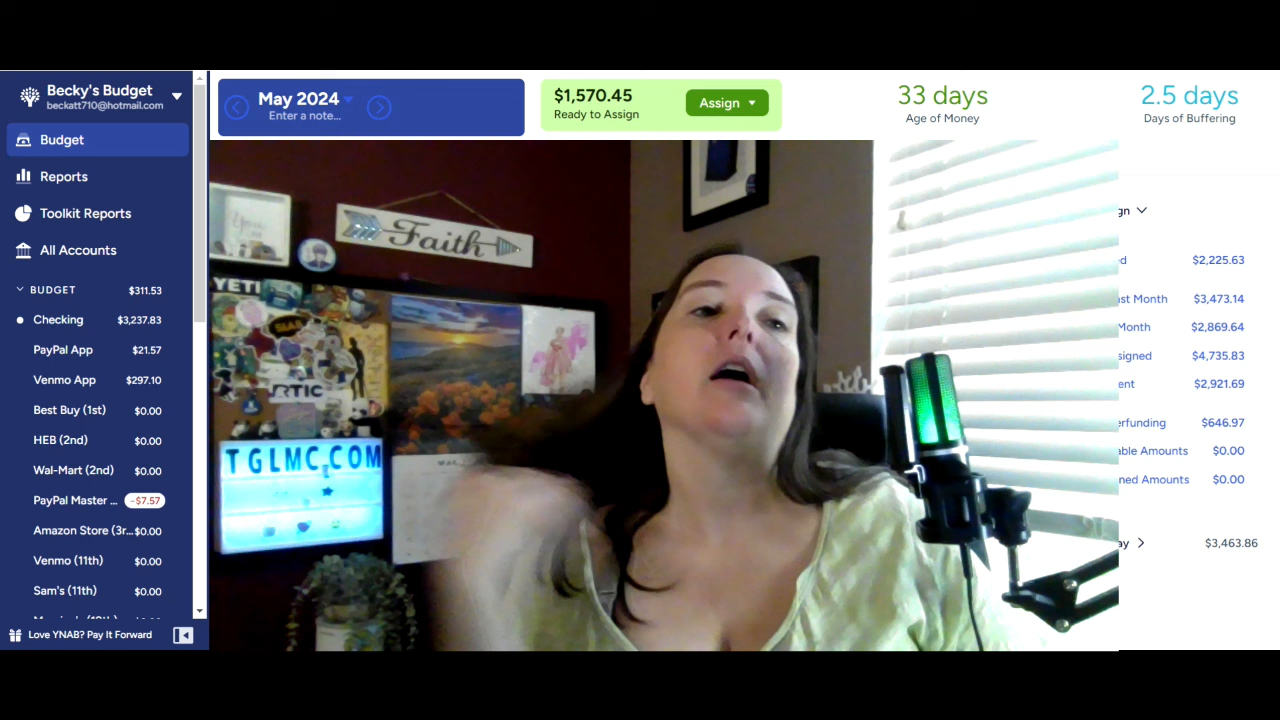 Becky's Budget
beckatt710@hotmail.com
May 2024
Enter a note...
$1,570.45
Ready to Assign
Assign
33 days
Age of Money
2.5 days
Days of Buffering
Budget
Reports
Toolkit Reports
All Accounts
BUDGET $311.53
Checking $3,237.83
PayPal App $21.57
Venmo App $297.10
Best Buy (1st) $0.00
HEB (2nd) $0.00
Wal-Mart (2nd) $0.00
PayPal Master ... -$7.57
Amazon Store (3r... $0.00
Venmo (11th) $0.00
Sam's (11th) $0.00
Love YNAB? Pay It Forward
Faith
YETI
RTIC
TGLMC.COM
gn
ed $2,225.63
ast Month $3,473.14
Month $2,869.64
signed $4,735.83
ent $2,921.69
erfunding $646.97
able Amounts $0.00
ned Amounts $0.00
ay $3,463.86